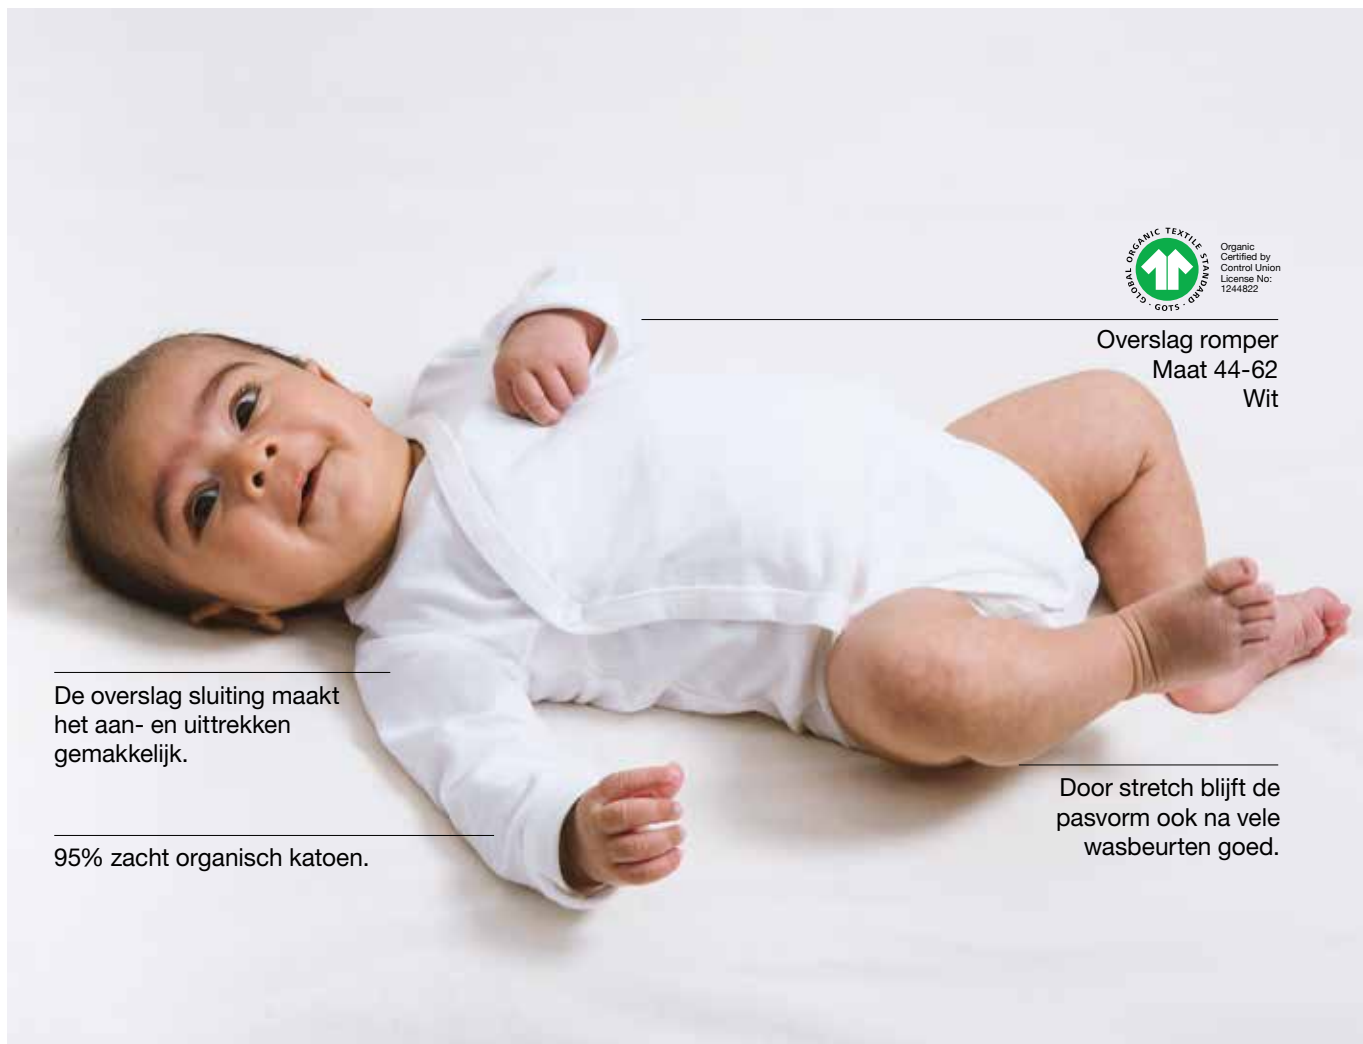 GLOBAL ORGANIC TEXTILE STANDARD · GOTS ·
Organic
Certified by
Control Union
License No:
1244822
Overslag romper
Maat 44-62
Wit
De overslag sluiting maakt
het aan- en uittrekken
gemakkelijk.
95% zacht organisch katoen.
Door stretch blijft de
pasvorm ook na vele
wasbeurten goed.